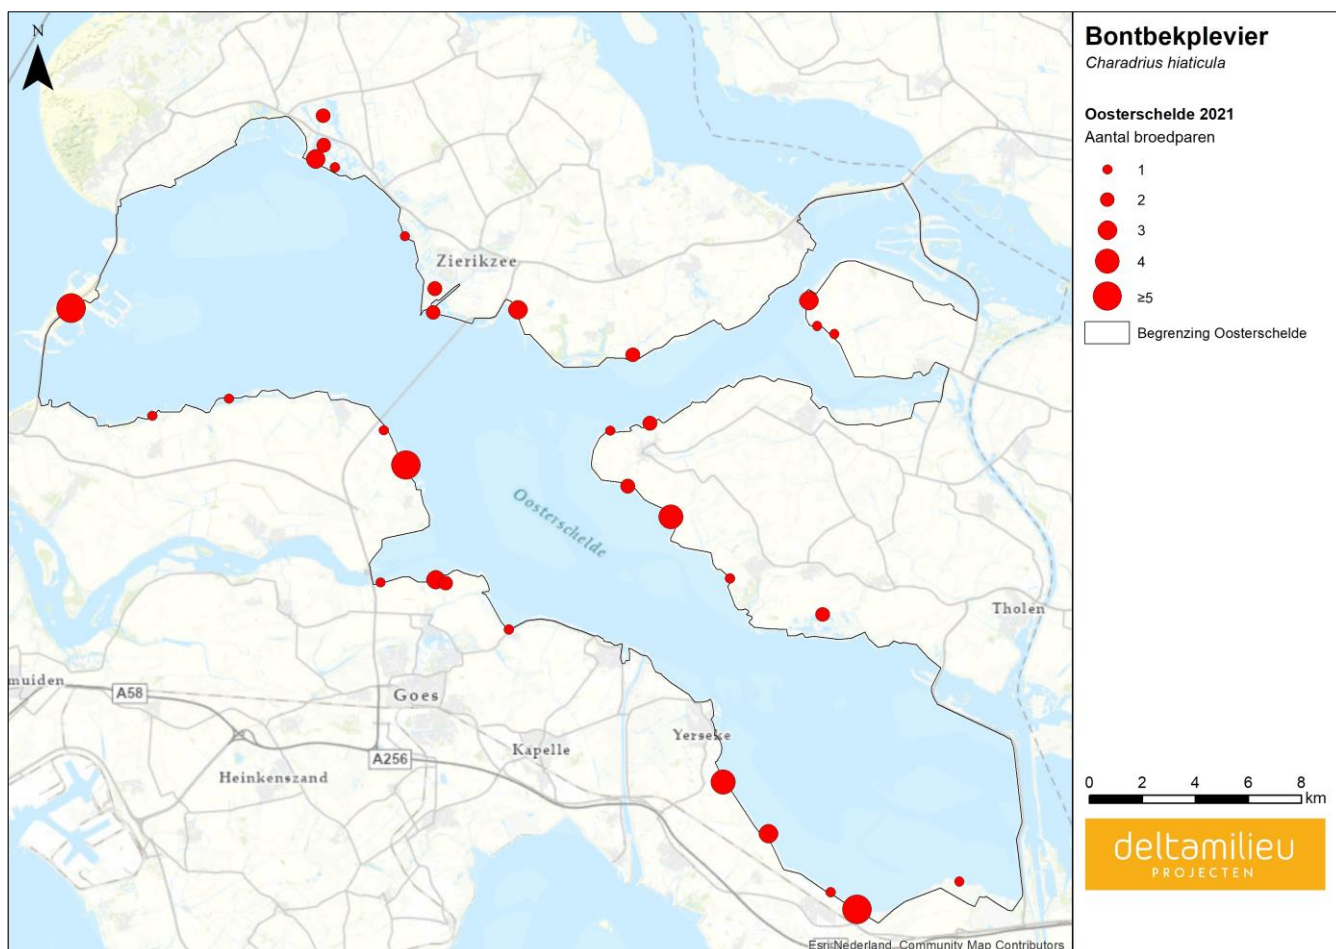 N
Zierikzee
Oosterschelde
Tholen
muiden
A58
Goes
Yerseke
Kapelle
A256
Heinkenszand
Esri Nederland, Community Map Contributors
Bontbekplevier
Charadrius hiaticula
Oosterschelde 2021
Aantal broedparen
1
2
3
4
≥5
Begrenzing Oosterschelde
0 2 4 6 8
km
deltamilieu
PROJECTEN